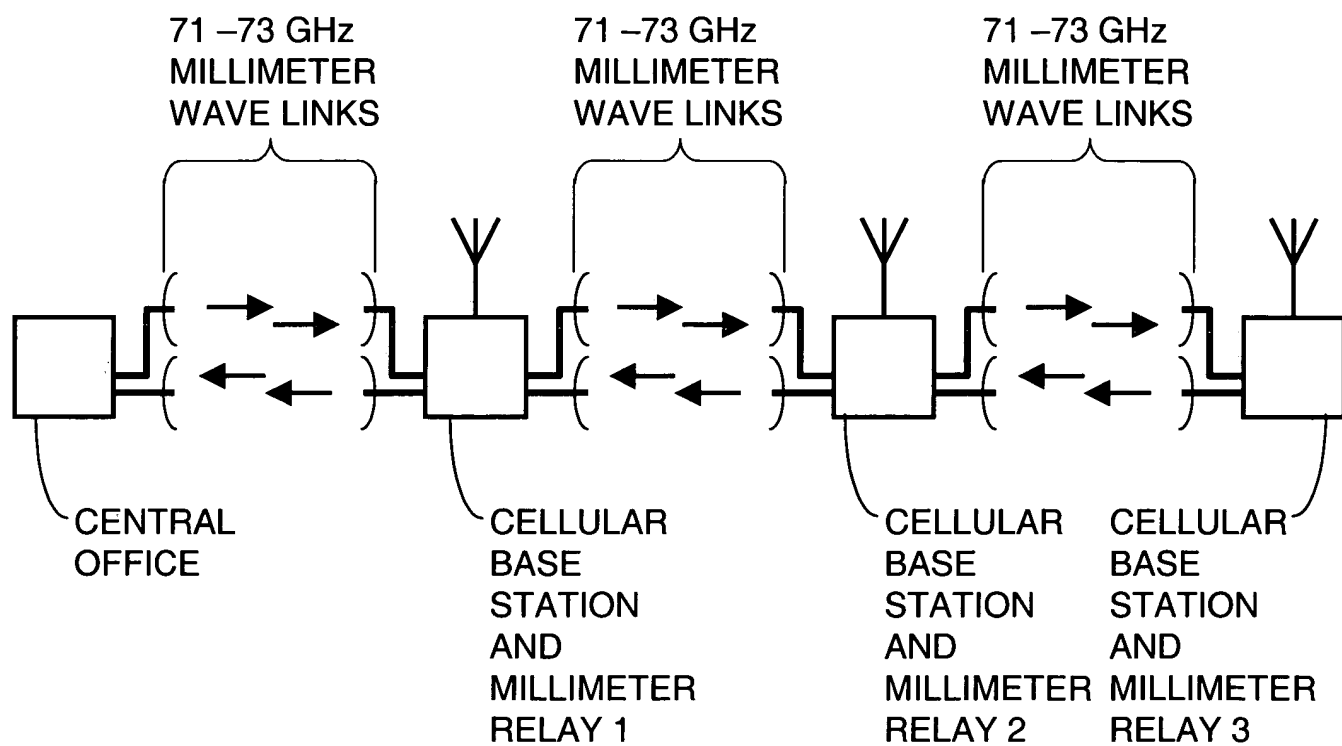 71 –73 GHz
MILLIMETER
WAVE LINKS
71 –73 GHz
MILLIMETER
WAVE LINKS
71 –73 GHz
MILLIMETER
WAVE LINKS
CENTRAL
OFFICE
CELLULAR
BASE
STATION
AND
MILLIMETER
RELAY 1
CELLULAR
BASE
STATION
AND
MILLIMETER
RELAY 2
CELLULAR
BASE
STATION
AND
MILLIMETER
RELAY 3